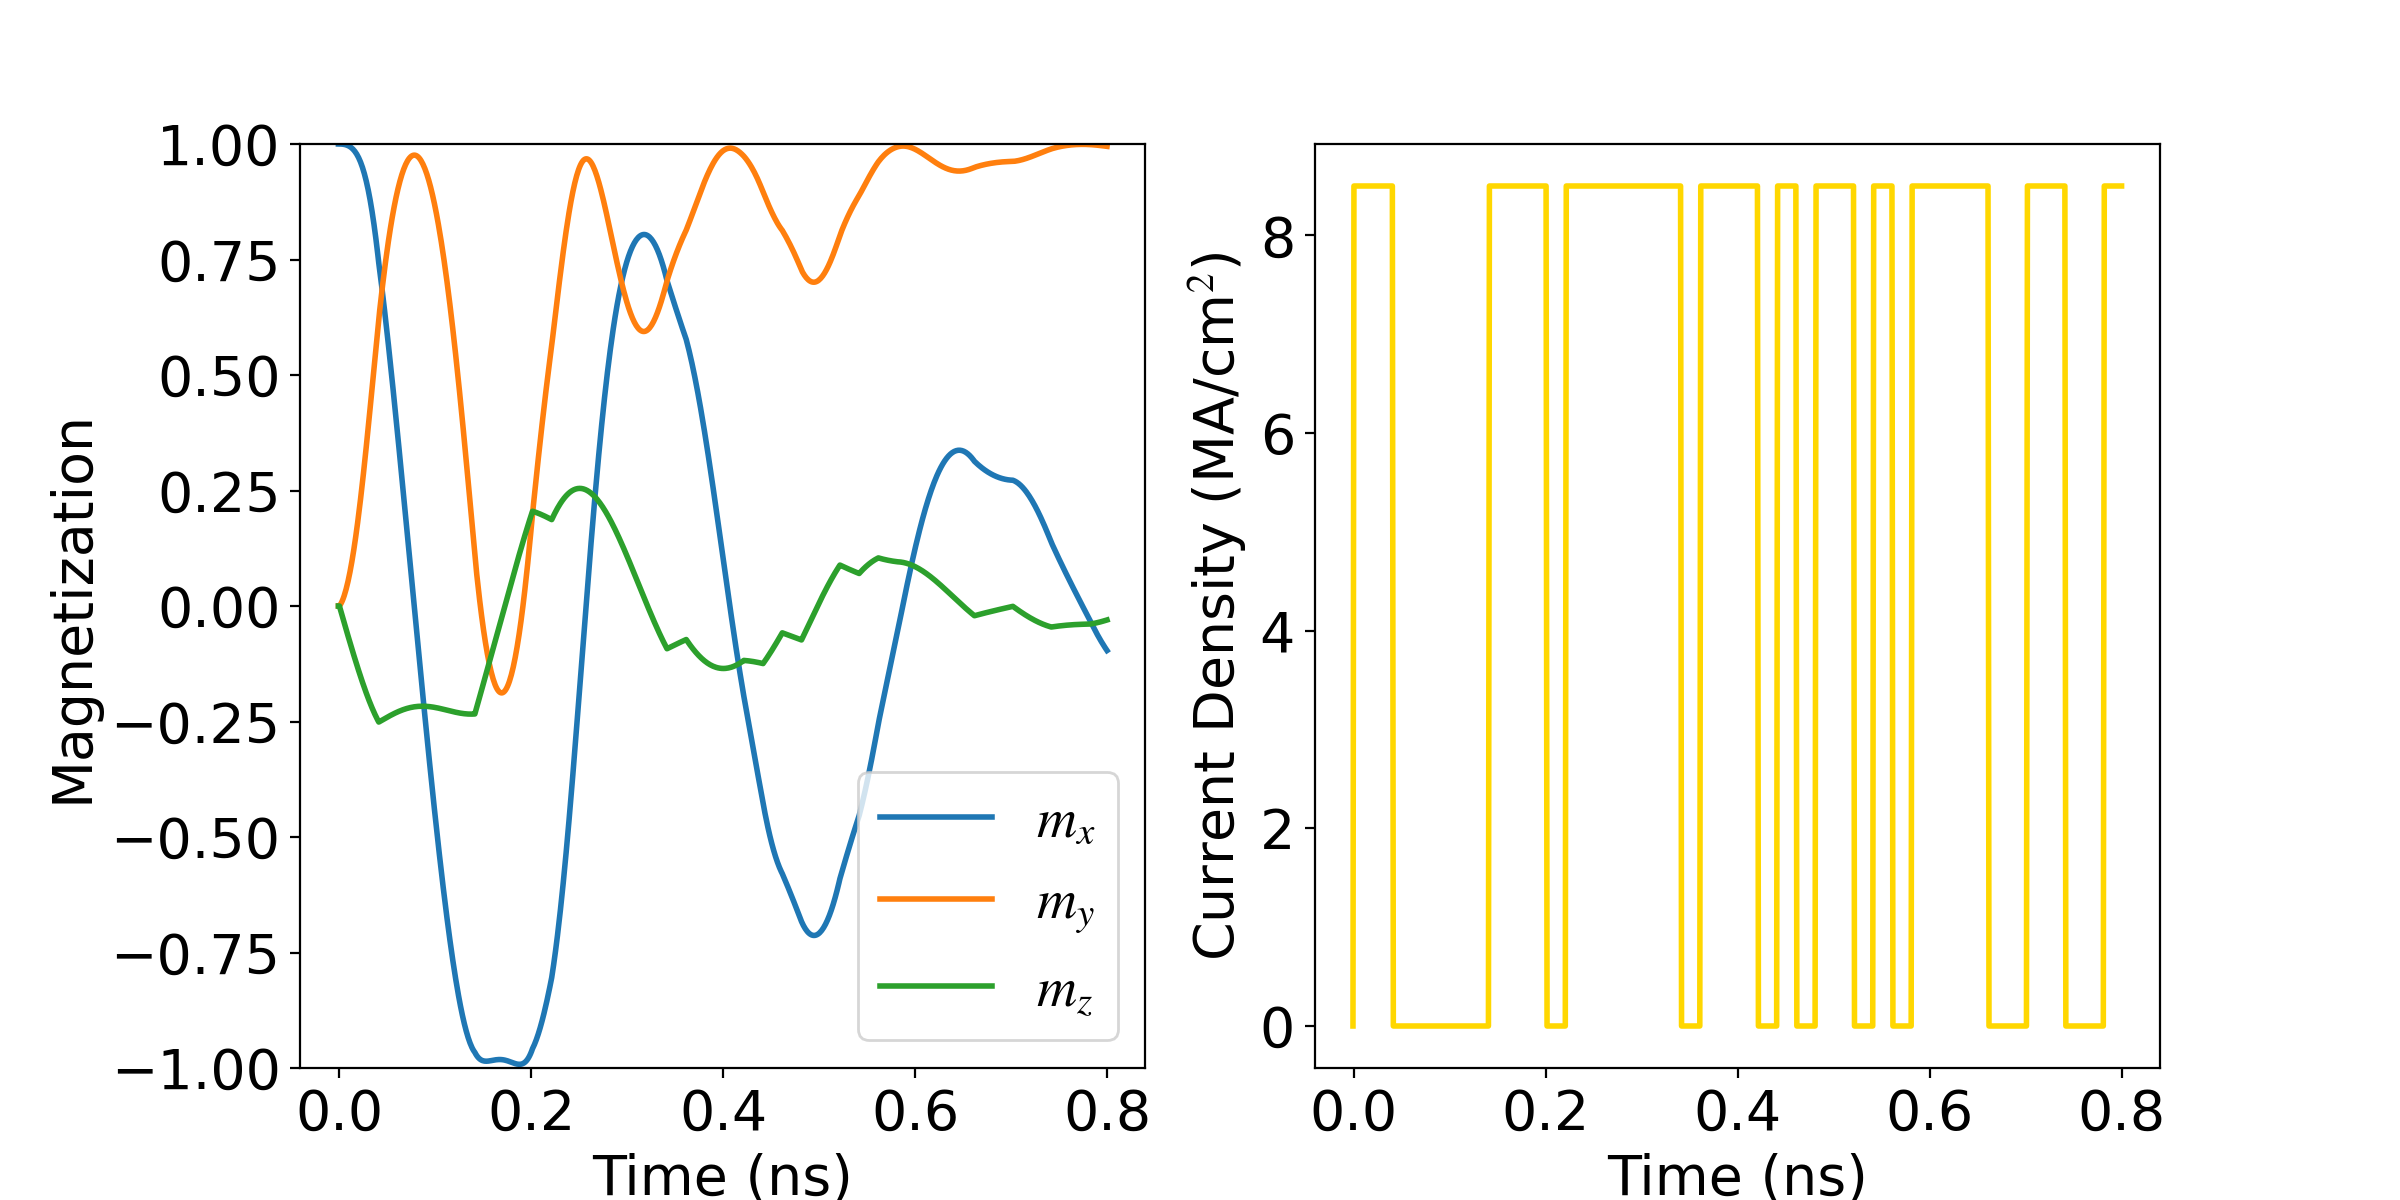 1.00
0.75
0.50
0.25
0.00
−0.25
−0.50
−0.75
−1.00
Magnetization
0.0 0.2 0.4 0.6 0.8
Time (ns)
m_x
m_y
m_z
8
6
4
2
0
Current Density (MA/cm²)
0.0 0.2 0.4 0.6 0.8
Time (ns)